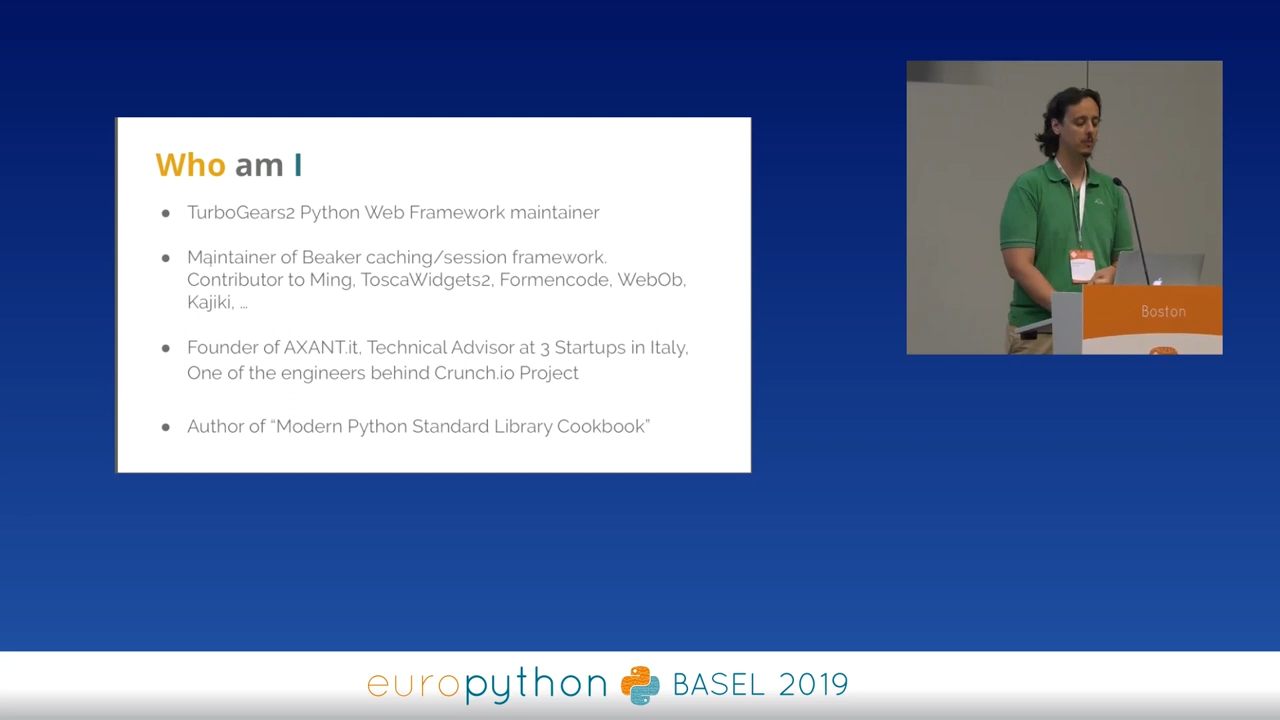 Who am I
● TurboGears2 Python Web Framework maintainer
● Maintainer of Beaker caching/session framework.
Contributor to Ming, ToscaWidgets2, Formencode, WebOb,
Kajiki, ...
● Founder of AXANT.it, Technical Advisor at 3 Startups in Italy,
One of the engineers behind Crunch.io Project
● Author of “Modern Python Standard Library Cookbook”
Boston
europython BASEL 2019